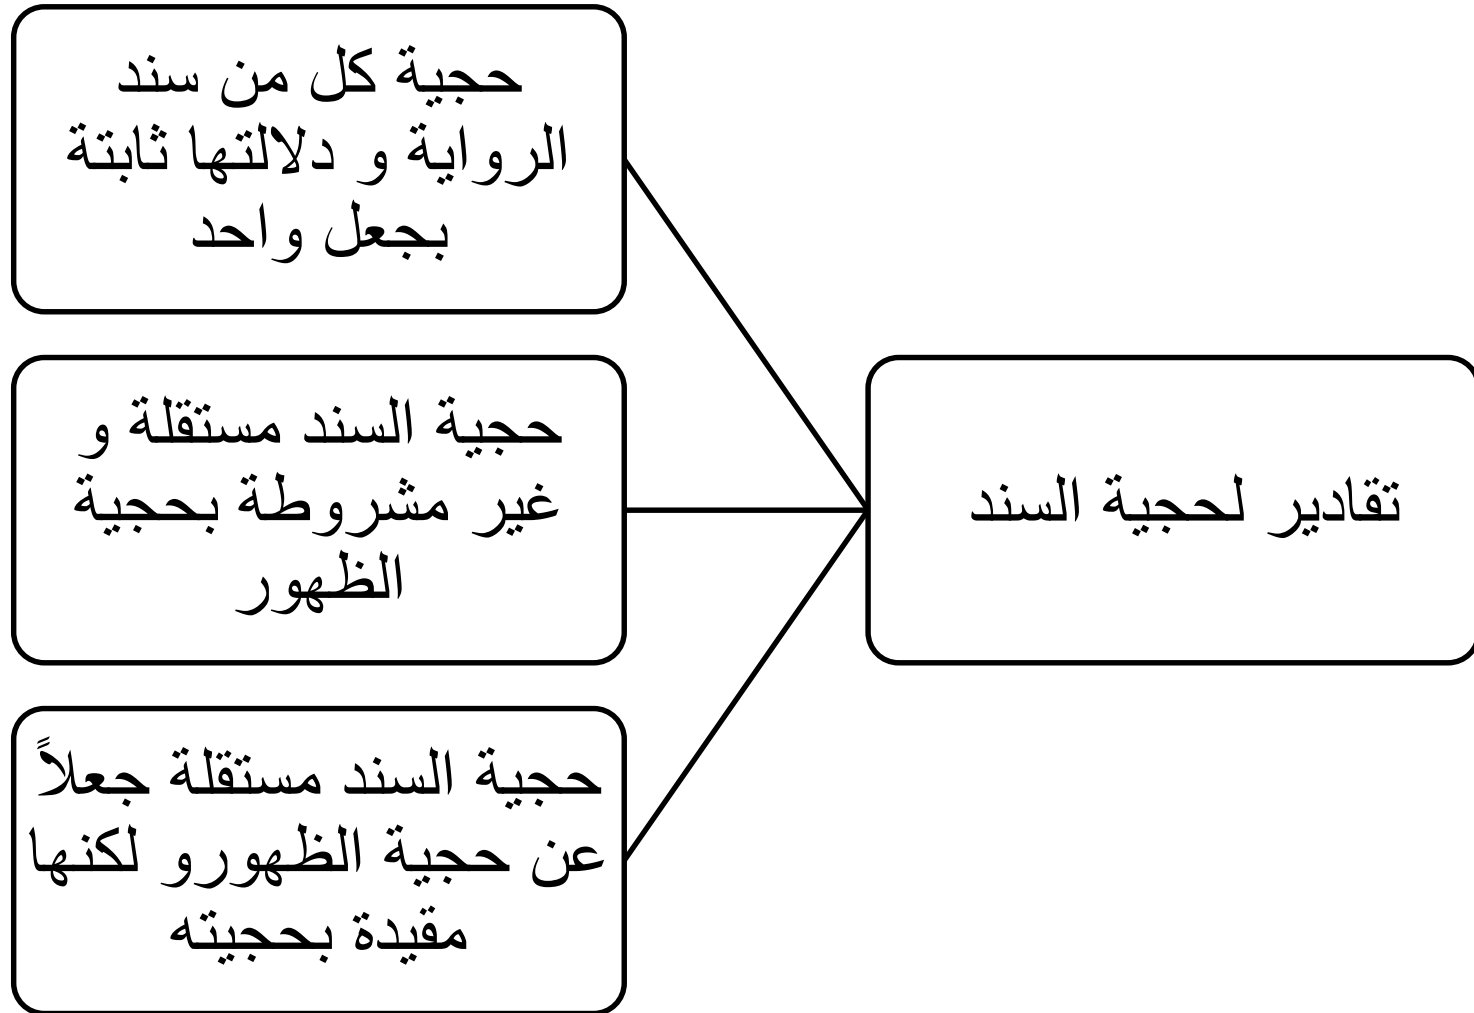 تقادير لحجية السند
حجية كل من سند
الرواية و دلالتها ثابتة
بجعل واحد
حجية السند مستقلة و
غير مشروطة بحجية
الظهور
حجية السند مستقلة جعلاً
عن حجية الظهورو لكنها
مقيدة بحجيته